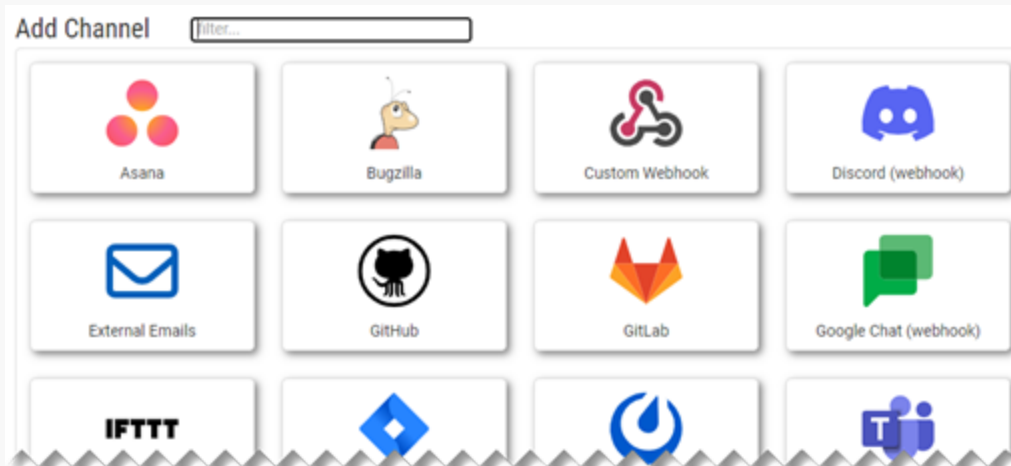 Add Channel filter...
Asana Bugzilla Custom Webhook Discord (webhook)
External Emails GitHub GitLab Google Chat (webhook)
IFTTT T